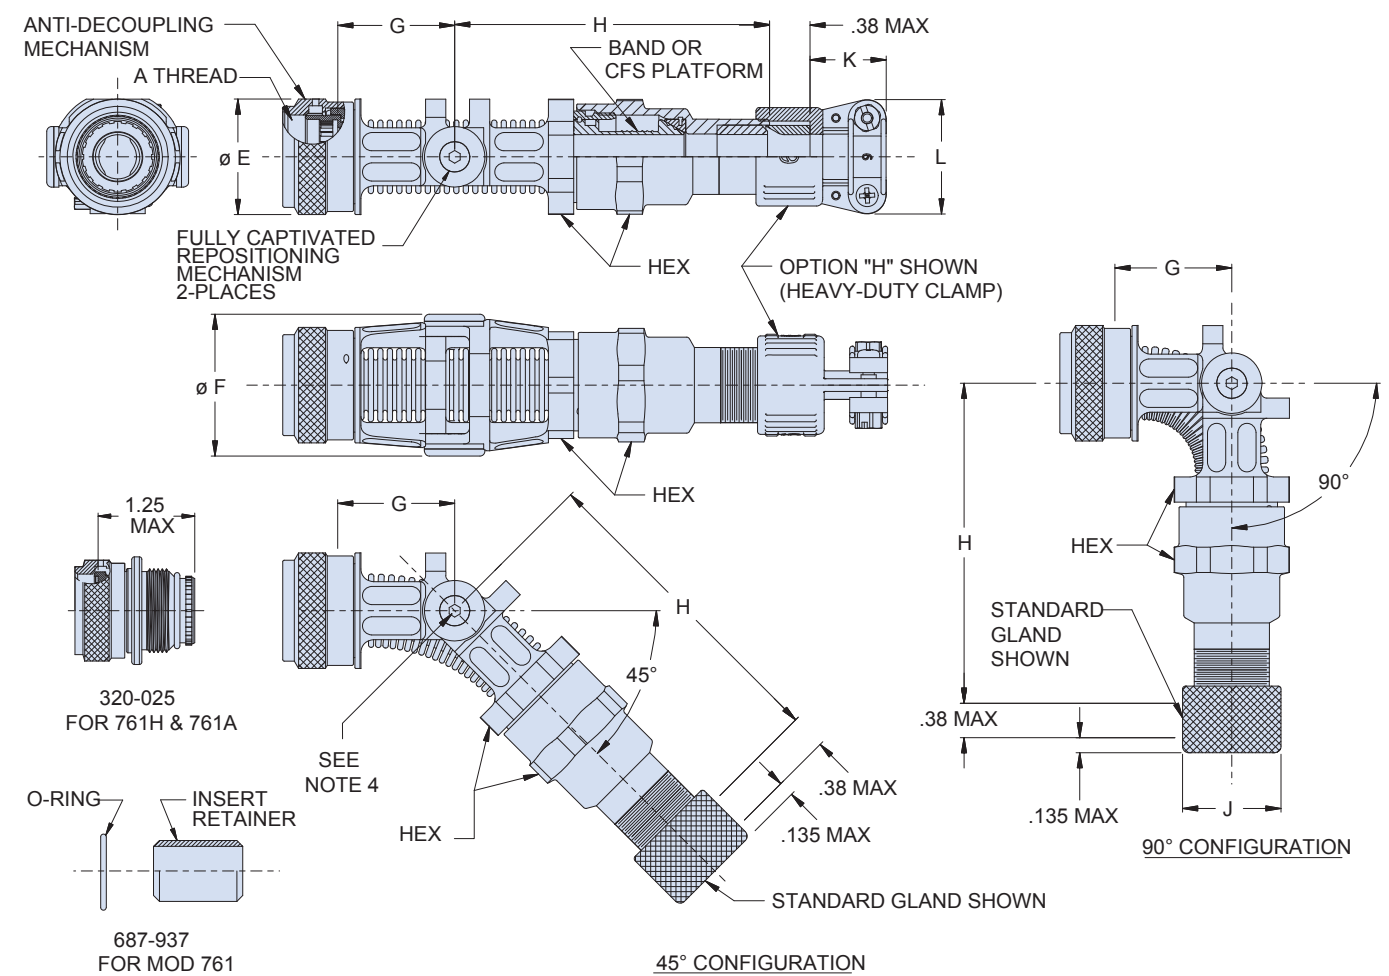 ANTI-DECOUPLING
MECHANISM
A THREAD
G
H
.38 MAX
BAND OR
CFS PLATFORM
K
ø E
L
FULLY CAPTIVATED
REPOSITIONING
MECHANISM
2-PLACES
HEX
OPTION "H" SHOWN
(HEAVY-DUTY CLAMP)
6
ø F
HEX
G
90°
H
HEX
STANDARD
GLAND
SHOWN
.38 MAX
.135 MAX
J
90° CONFIGURATION
1.25
MAX
320-025
FOR 761H & 761A
G
H
45°
SEE
NOTE 4
HEX
.38 MAX
.135 MAX
STANDARD GLAND SHOWN
45° CONFIGURATION
O-RING
INSERT
RETAINER
687-937
FOR MOD 761